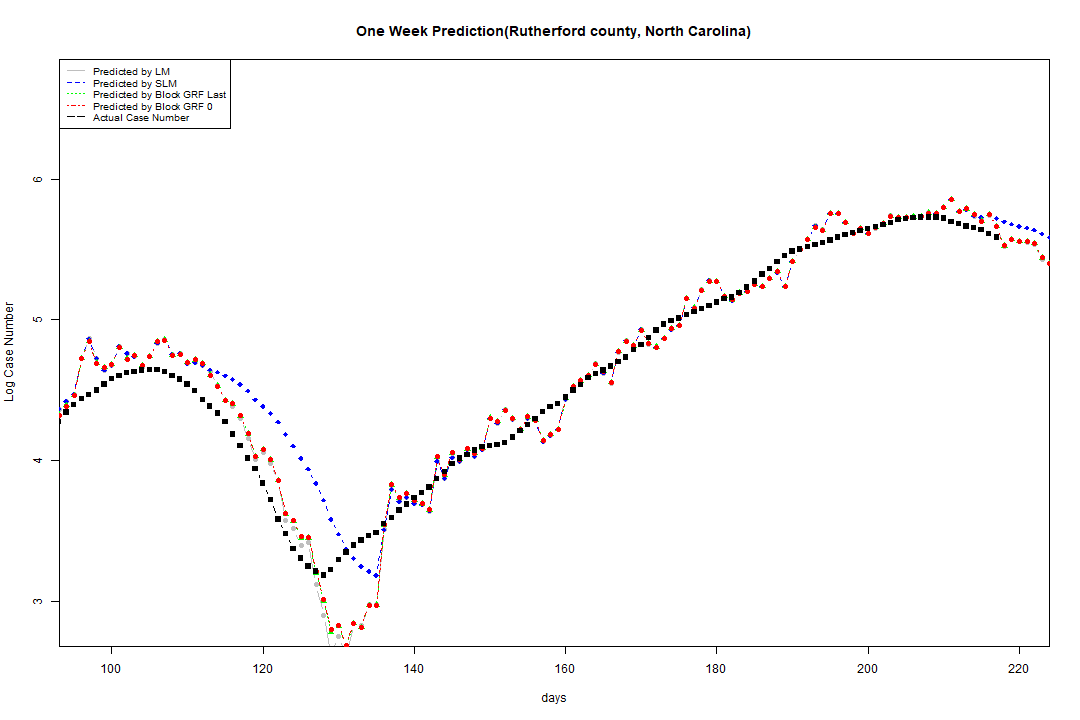 One Week Prediction(Rutherford county, North Carolina)
Predicted by LM
Predicted by SLM
Predicted by Block GRF Last
Predicted by Block GRF 0
Actual Case Number
Log Case Number
6
5
4
3
100 120 140 160 180 200 220
days